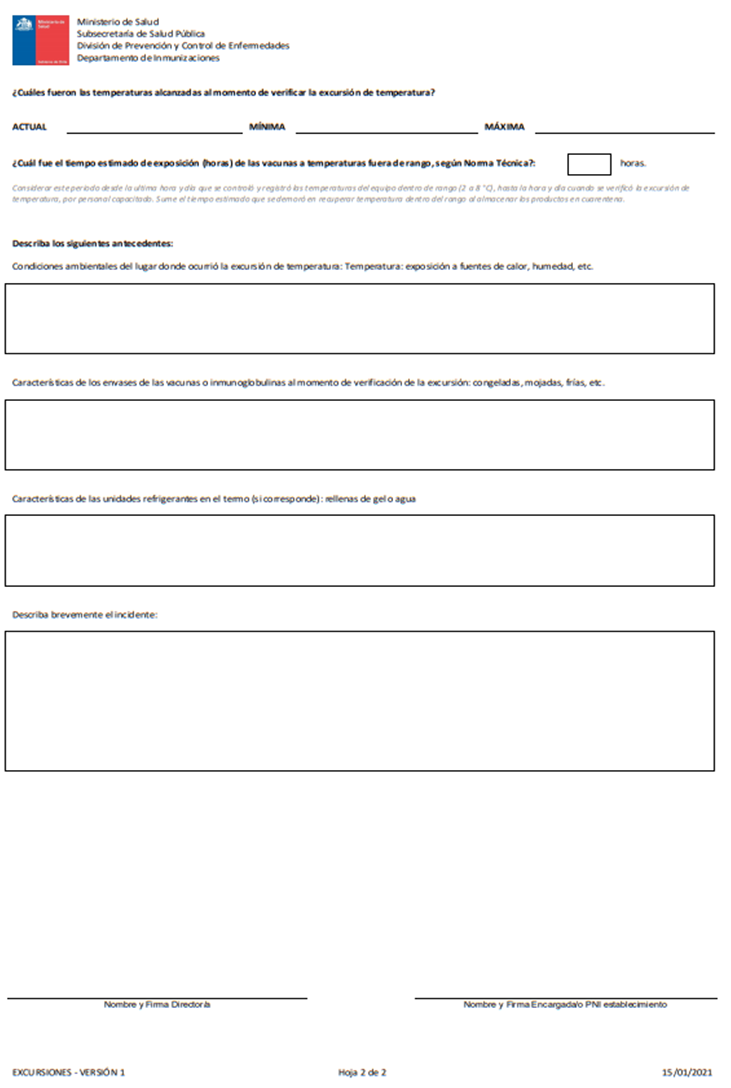 Ministerio de Salud
Ministerio de Salud
Subsecretaría de Salud Pública
División de Prevención y Control de Enfermedades
Departamento de Inmunizaciones
¿Cuáles fueron las temperaturas alcanzadas al momento de verificar la excursión de temperatura?
ACTUAL MÍNIMA MÁXIMA
¿Cuál fue el tiempo estimado de exposición (horas) de las vacunas a temperaturas fuera de rango, según Norma Técnica?: horas.
Considerar este periodo desde la ultima hora y día que se controló y registró las temperaturas del equipo dentro de rango (2 a 8 °C), hasta la hora y día cuando se verificó la excursión de
temperatura, por personal capacitado. Sume el tiempo estimado que se demoró en recuperar temperatura dentro del rango al almacenar los productos en cuarentena.
Describa los siguientes antecedentes:
Condiciones ambientales del lugar donde ocurrió la excursión de temperatura: Temperatura: exposición a fuentes de calor, humedad, etc.
Características de los envases de las vacunas o inmunoglobulinas al momento de verificación de la excursión: congeladas, mojadas, frías, etc.
Características de las unidades refrigerantes en el termo (si corresponde): rellenas de gel o agua
Describa brevemente el incidente:
Nombre y Firma Director/a Nombre y Firma Encargada/o PNI establecimiento
EXCURSIONES - VERSIÓN 1 Hoja 2 de 2 15/01/2021